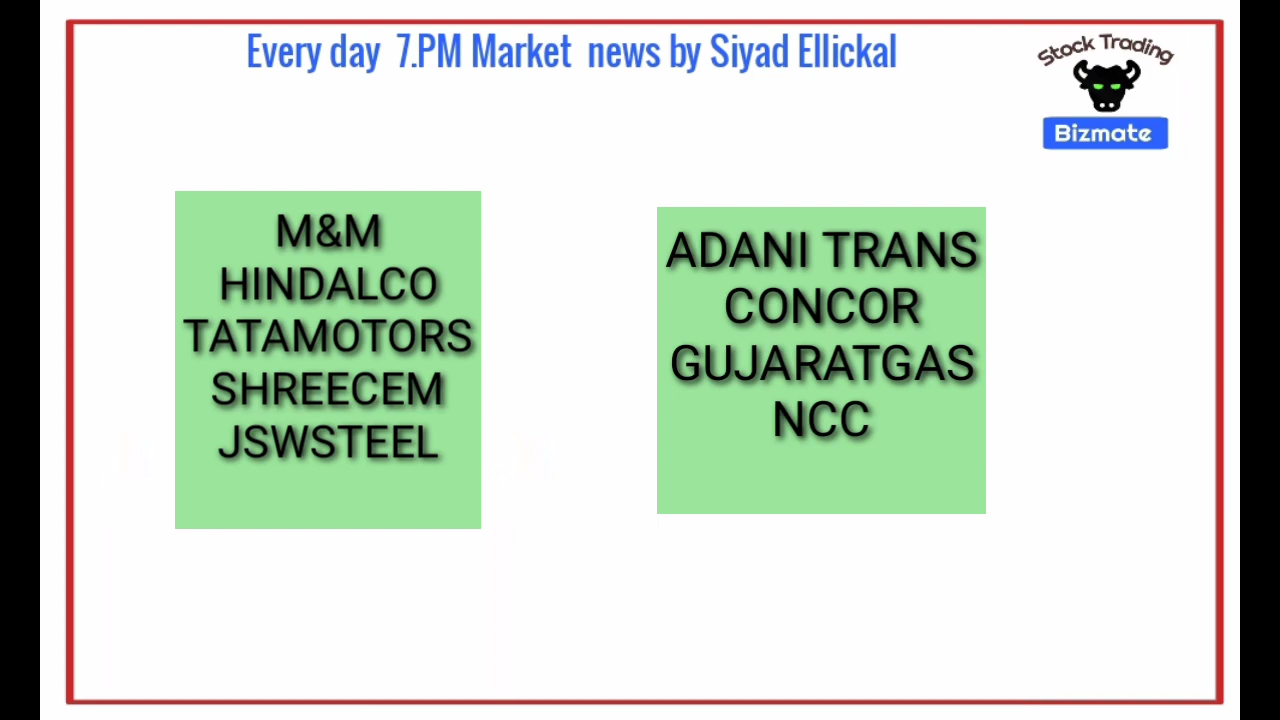 Every day 7.PM Market news by Siyad Ellickal
Stock Trading
Bizmate
M&M
HINDALCO
TATAMOTORS
SHREECEM
JSWSTEEL
ADANI TRANS
CONCOR
GUJARATGAS
NCC